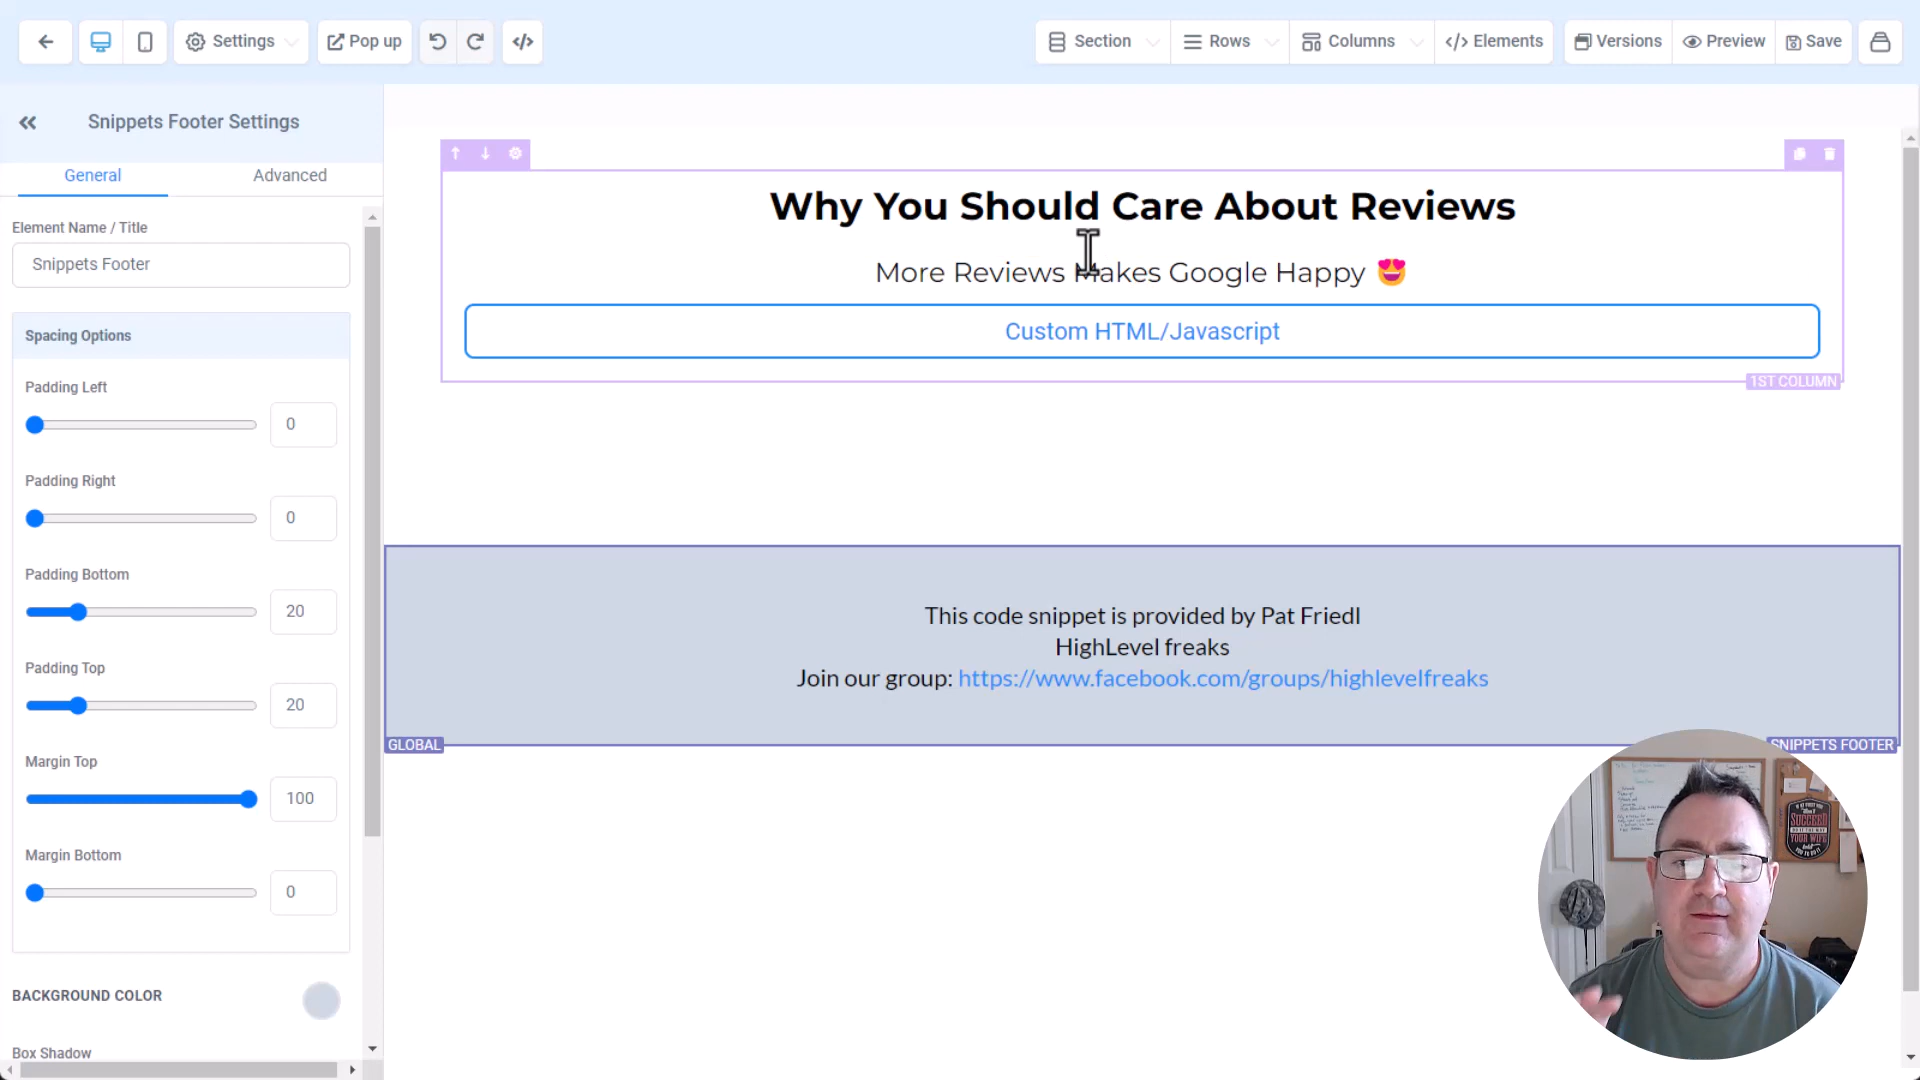 Settings
Pop up
Section
Rows
Columns
Elements
Versions
Preview
Save
Snippets Footer Settings
General
Advanced
Element Name / Title
Snippets Footer
Spacing Options
Padding Left
0
Padding Right
0
Padding Bottom
20
Padding Top
20
Margin Top
100
Margin Bottom
0
BACKGROUND COLOR
Box Shadow
Why You Should Care About Reviews
More Reviews Makes Google Happy 😍
Custom HTML/Javascript
1ST COLUMN
This code snippet is provided by Pat Friedl
HighLevel freaks
Join our group: https://www.facebook.com/groups/highlevelfreaks
GLOBAL
SNIPPETS FOOTER
SUCCEED
YOUR WIFE